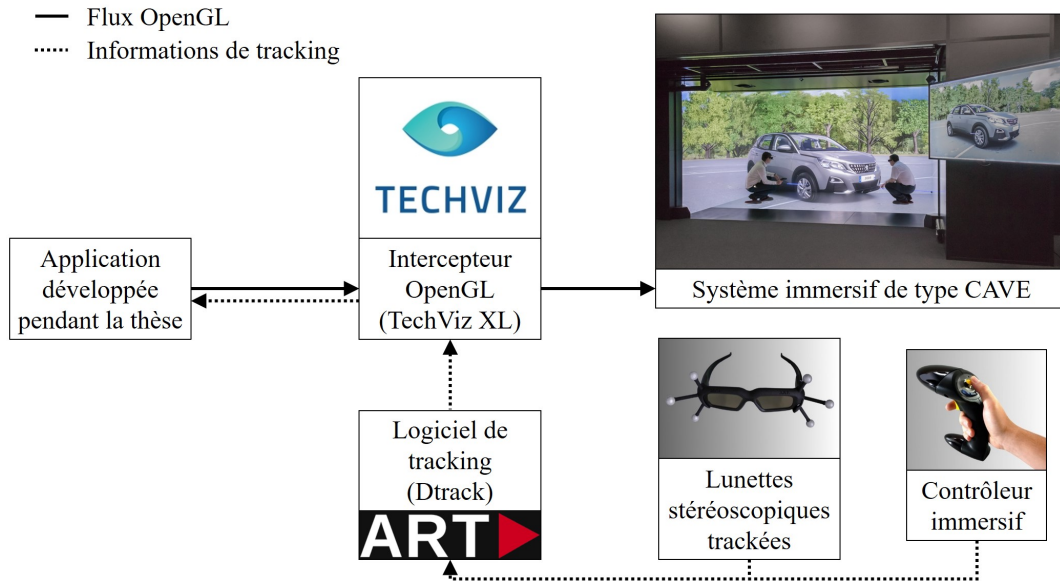 Flux OpenGL
Informations de tracking
TECHVIZ
Application
développée
pendant la thèse
Intercepteur
OpenGL
(TechViz XL)
Système immersif de type CAVE
Logiciel de
tracking
(Dtrack)
ART
Lunettes
stéréoscopiques
trackées
Contrôleur
immersif